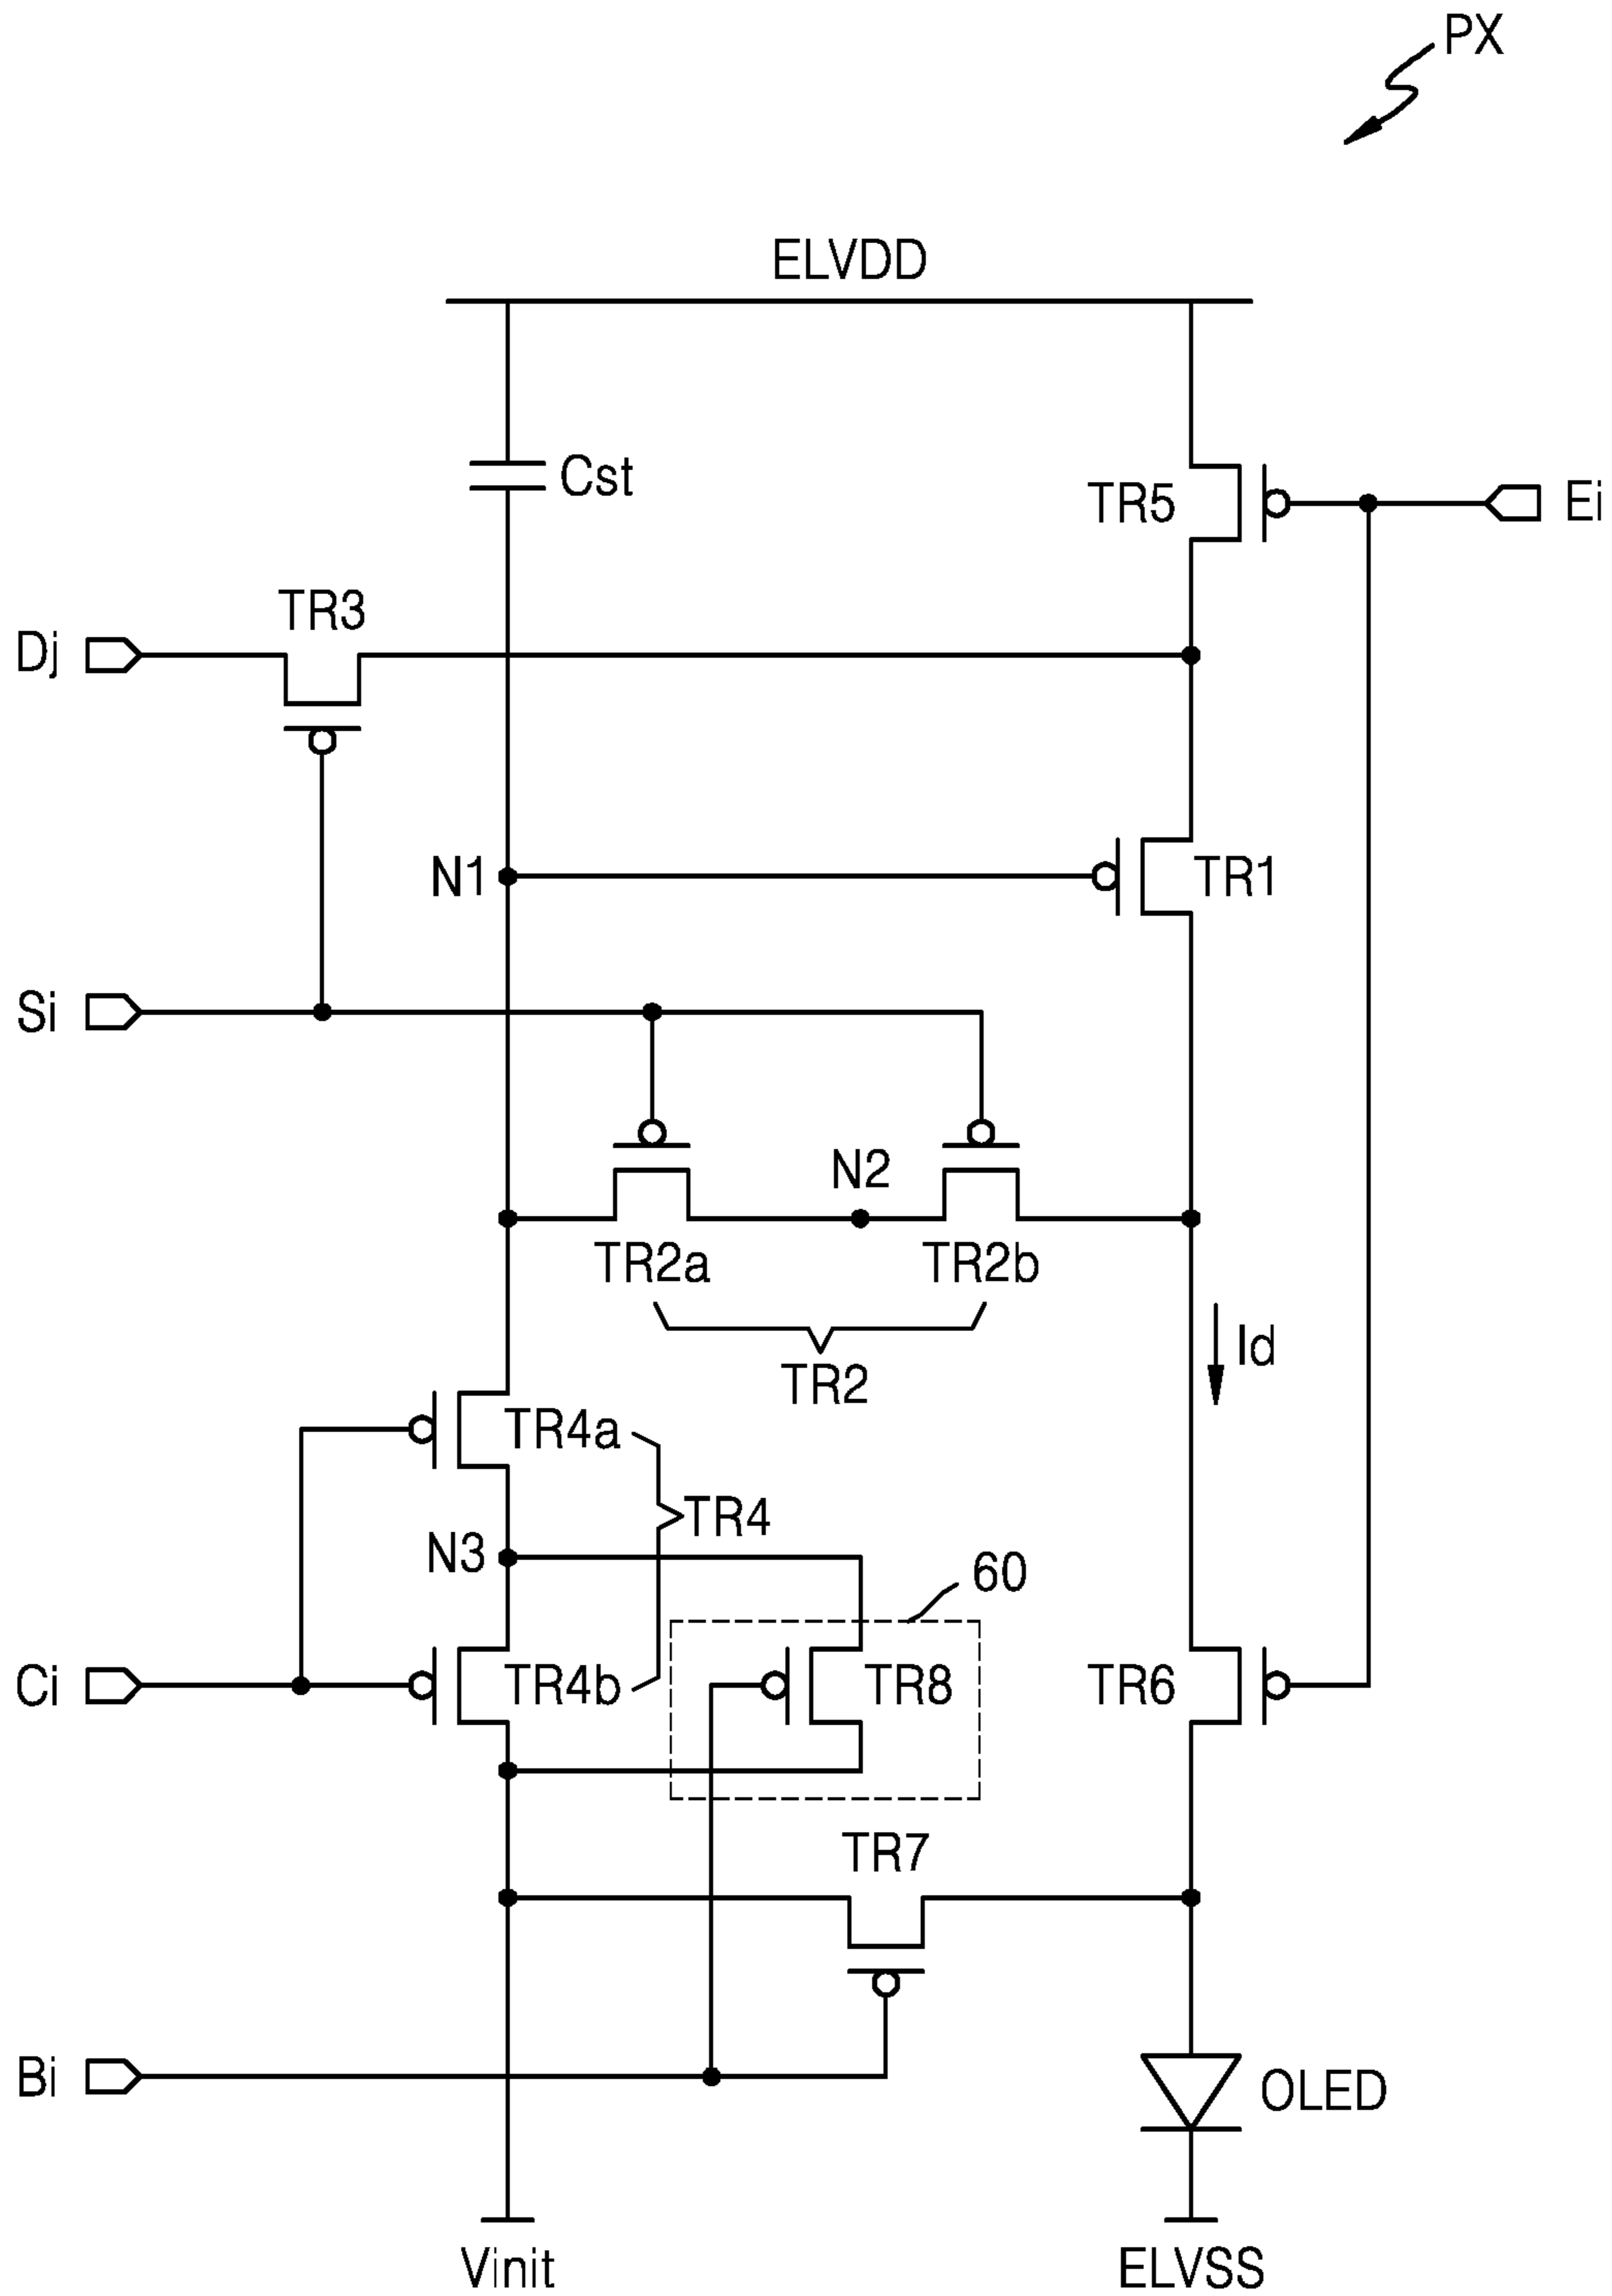 PX
ELVDD
Cst
TR5
Ei
TR3
Dj
N1
TR1
Si
N2
TR2a
TR2b
TR2
Id
TR4a
TR4
N3
60
Ci
TR4b
TR8
TR6
TR7
Bi
OLED
Vinit
ELVSS